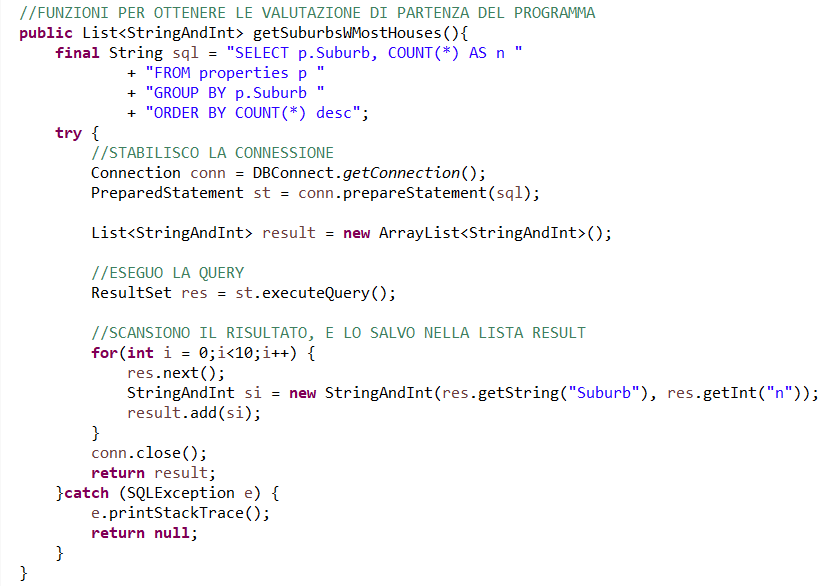 //FUNZIONI PER OTTENERE LE VALUTAZIONE DI PARTENZA DEL PROGRAMMA
public List<StringAndInt> getSuburbsWMostHouses(){
    final String sql = "SELECT p.Suburb, COUNT(*) AS n "
            + "FROM properties p "
            + "GROUP BY p.Suburb "
            + "ORDER BY COUNT(*) desc";
    try {
        //STABILISCO LA CONNESSIONE
        Connection conn = DBConnect.getConnection();
        PreparedStatement st = conn.prepareStatement(sql);

        List<StringAndInt> result = new ArrayList<StringAndInt>();

        //ESEGUO LA QUERY
        ResultSet res = st.executeQuery();

        //SCANSIONO IL RISULTATO, E LO SALVO NELLA LISTA RESULT
        for(int i = 0;i<10;i++) {
            res.next();
            StringAndInt si = new StringAndInt(res.getString("Suburb"), res.getInt("n"));
            result.add(si);
        }
        conn.close();
        return result;
    }catch (SQLException e) {
        e.printStackTrace();
        return null;
    }
}